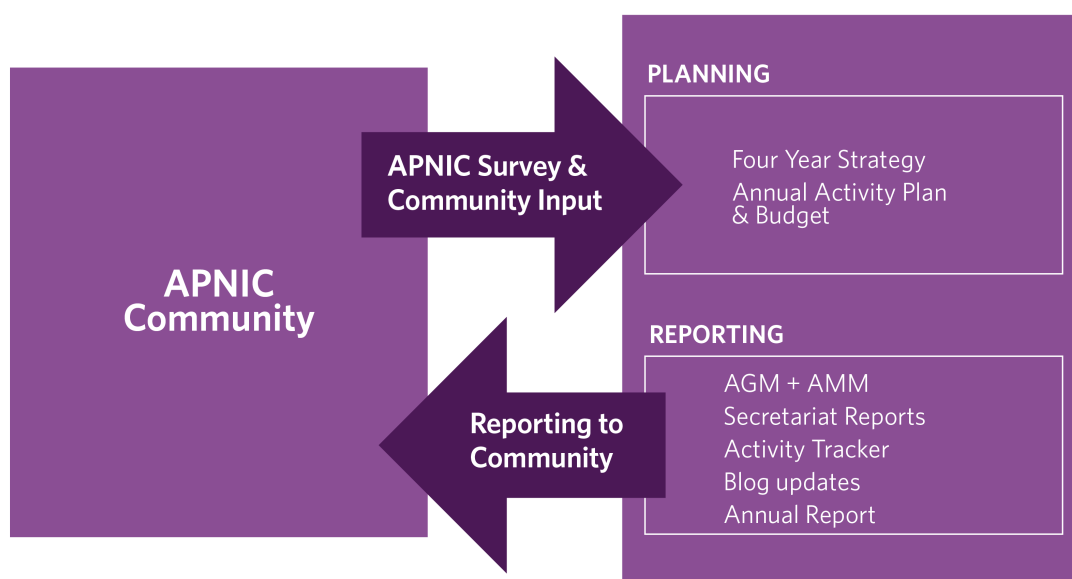 APNIC
Community
APNIC Survey &
Community Input
PLANNING
Four Year Strategy
Annual Activity Plan
& Budget
Reporting to
Community
REPORTING
AGM + AMM
Secretariat Reports
Activity Tracker
Blog updates
Annual Report